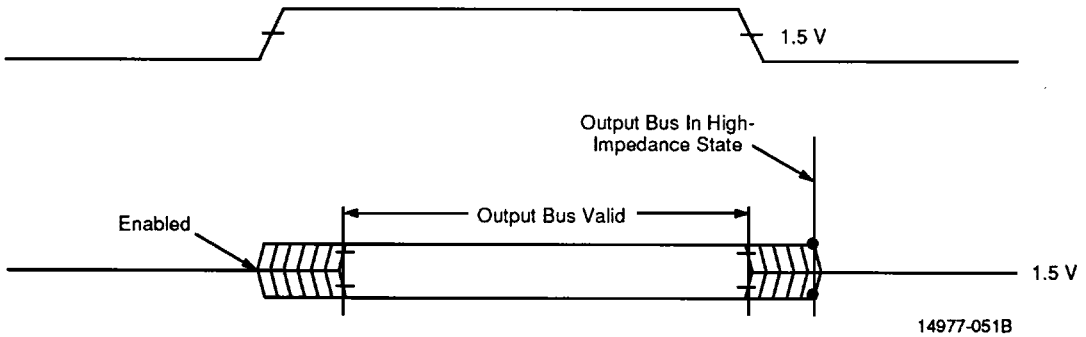 1.5 V
Output Bus In High-
Impedance State
Output Bus Valid
Enabled
1.5 V
14977-051B